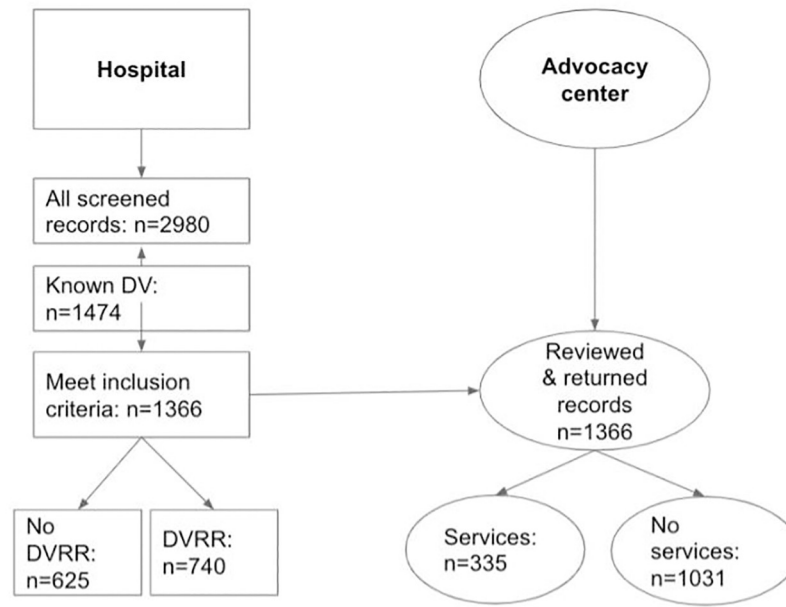 Hospital
Advocacy
center
All screened
records: n=2980
Known DV:
n=1474
Meet inclusion
criteria: n=1366
Reviewed
& returned
records
n=1366
No
DVRR:
n=625
DVRR:
n=740
Services:
n=335
No
services:
n=1031